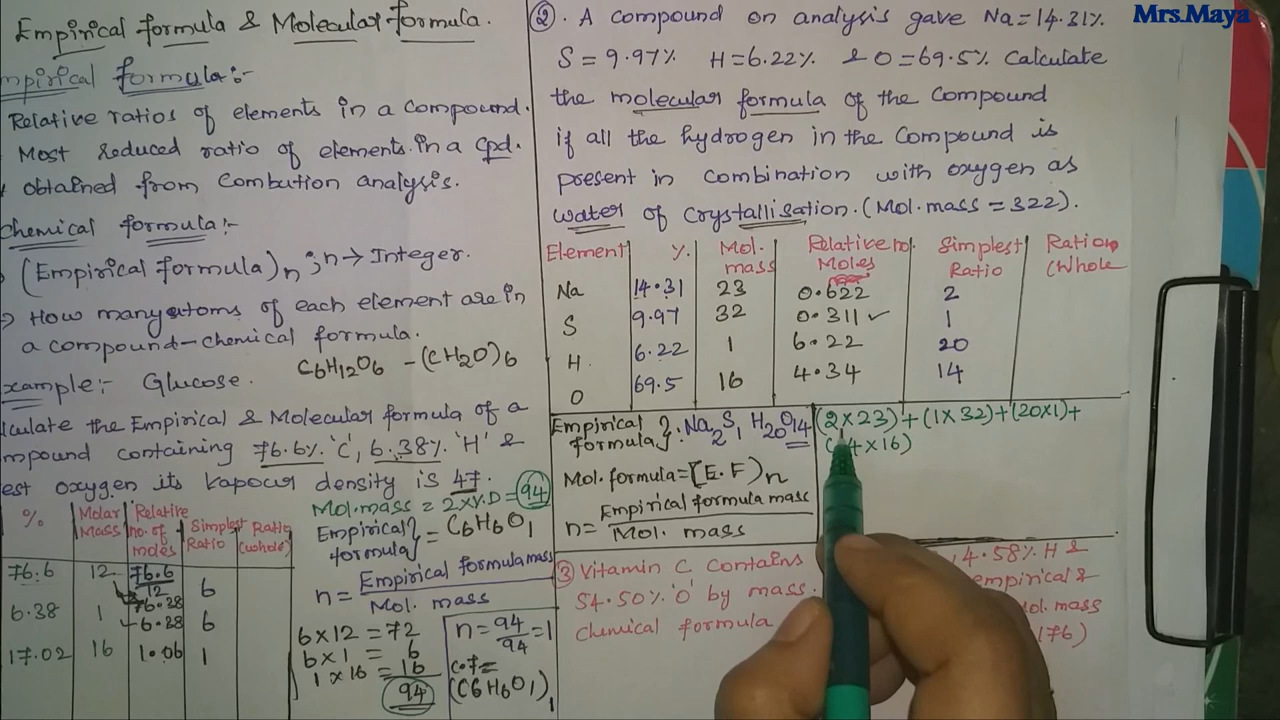 Mrs.Maya
Empirical formula & Molecular formula.
mpirical formula:-
Relative ratios of elements in a compound.
Most reduced ratio of elements in a cpd.
obtained from Combution analysis.
chemical formula:-
(Empirical formula)n ; n→ Integer.
How many atoms of each element are in
a compound - chemical formula.
C6H12O6 - (CH2O)6
xample:- Glucose.
lculate the Empirical & Molecular formula of a
mpound containing 76.6% 'C', 6.38% 'H' &
est oxygen its vapour density is 47.
Mol.mass = 2xV.D = 94
% Molar Mass Relative no. of moles Simplest Ratio Ratio (whole)
76.6 12 76.6/12 6
6.38 1 6.38 6
17.02 16 1.06 1
Empirical formula} = C6H6O1
n = Empirical formula mass / Mol. mass
6 x 12 = 72
6 x 1 = 6
1 x 16 = 16
94
n = 94/94 = 1
(C6H6O1)1
②. A compound on analysis gave Na=14.31%
S = 9.97% H=6.22% & O=69.5% Calculate
the molecular formula of the compound
if all the hydrogen in the compound is
present in combination with oxygen as
water of crystallisation. (Mol.mass = 322).
Element % Mol. mass Relative no. Moles Simplest Ratio Ratio (whole
Na 14.31 23 0.622 2
S 9.97 32 0.311 ✓ 1
H. 6.22 1 6.22 20
O 69.5 16 4.34 14
Empirical formula}: Na2S1 H20O14
(2x23)+(1x32)+(20x1)+
4x16)
Mol.formula=[E.F)n
n= Empirical formula mass / Mol. mass
③ Vitamin C contains 4.58% H &
54.50% 'O' by mass. empirical &
chemical formula mass
176)